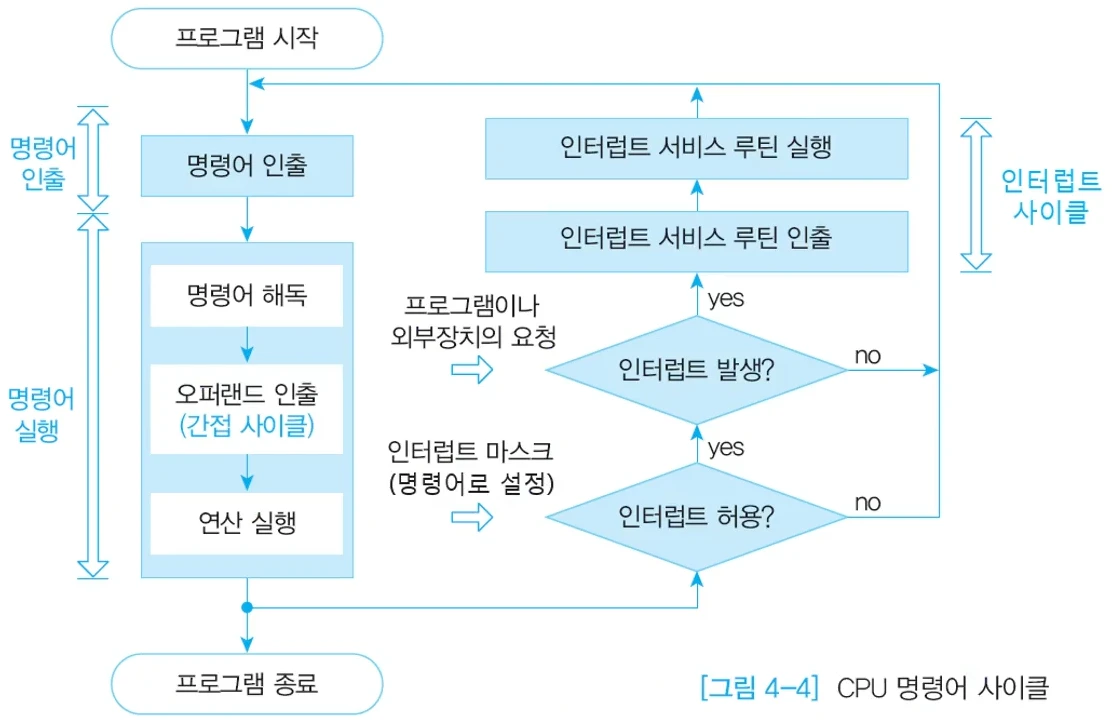 프로그램 시작
명령어
인출
명령어 인출
명령어
실행
명령어 해독
오퍼랜드 인출
(간접 사이클)
연산 실행
프로그램 종료
인터럽트 서비스 루틴 실행
인터럽트 서비스 루틴 인출
인터럽트
사이클
yes
프로그램이나
외부장치의 요청
인터럽트 발생?
no
yes
인터럽트 마스크
(명령어로 설정)
인터럽트 허용?
no
[그림 4-4] CPU 명령어 사이클